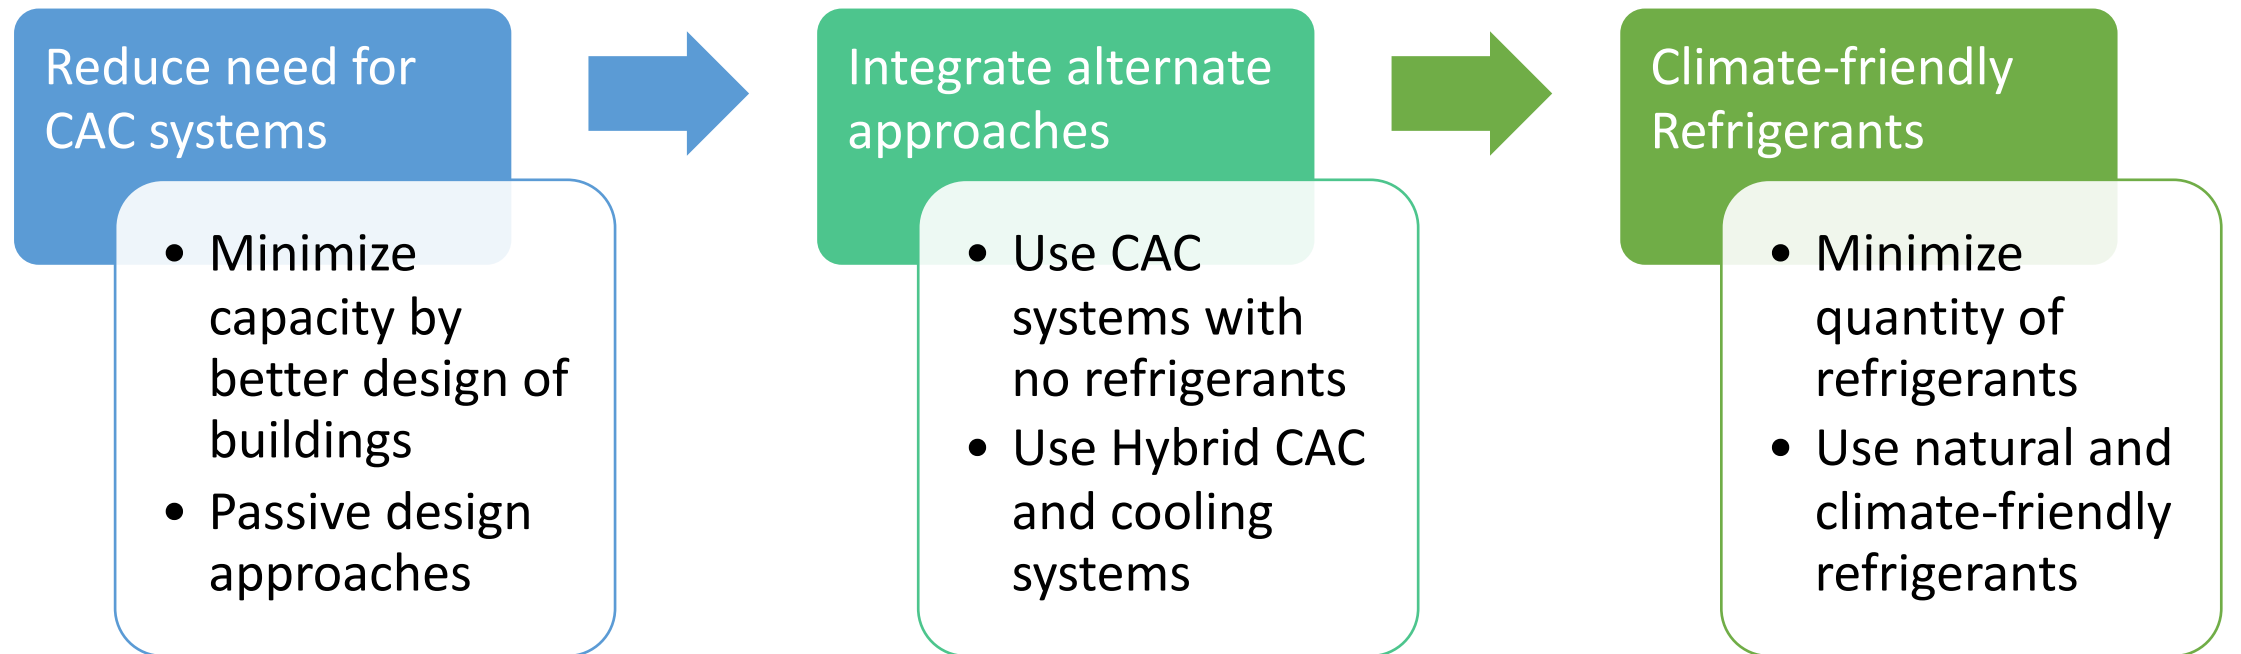 Reduce need for
CAC systems
• Minimize
capacity by
better design of
buildings
• Passive design
approaches
Integrate alternate
approaches
• Use CAC
systems with
no refrigerants
• Use Hybrid CAC
and cooling
systems
Climate-friendly
Refrigerants
• Minimize
quantity of
refrigerants
• Use natural and
climate-friendly
refrigerants